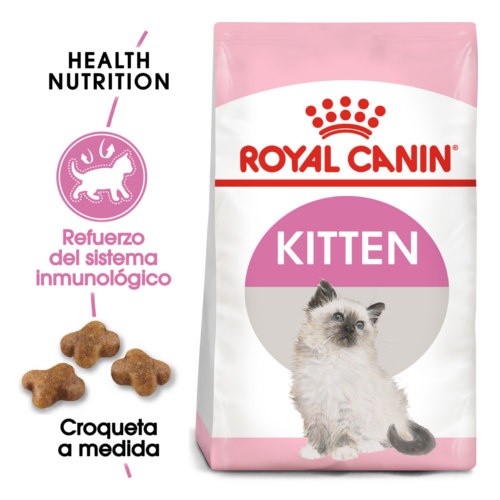 HEALTH
NUTRITION
Refuerzo
del sistema
inmunológico
Croqueta
a medida
ROYAL CANIN®
KITTEN